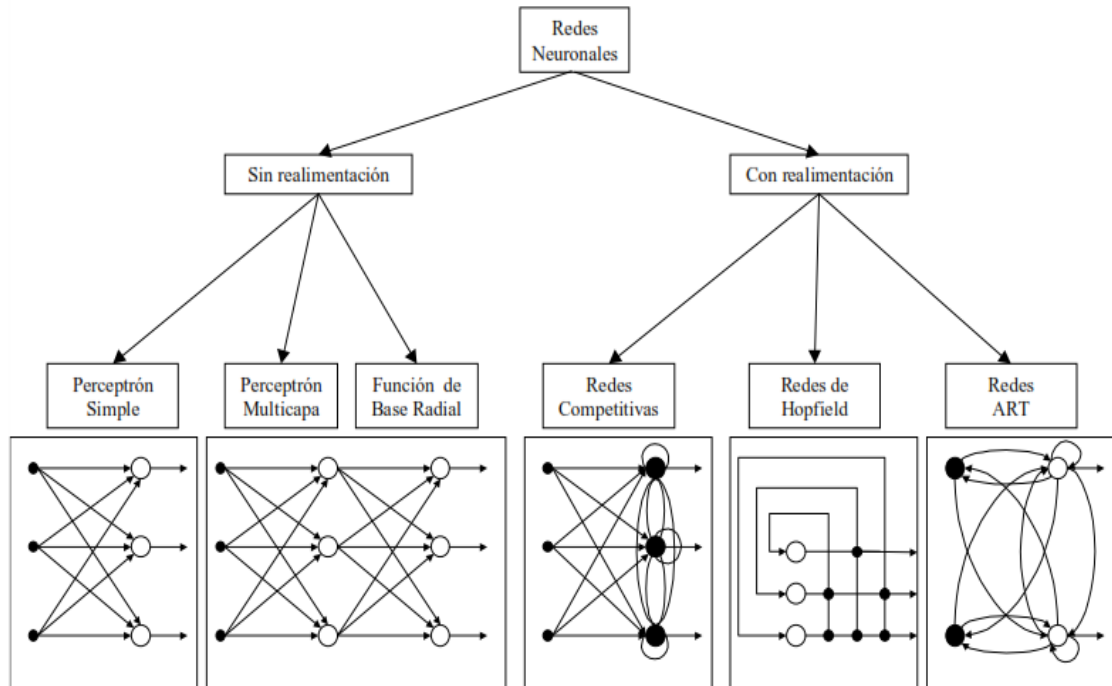 Redes
Neuronales
Sin realimentación
Con realimentación
Perceptrón
Simple
Perceptrón
Multicapa
Función de
Base Radial
Redes
Competitivas
Redes de
Hopfield
Redes
ART